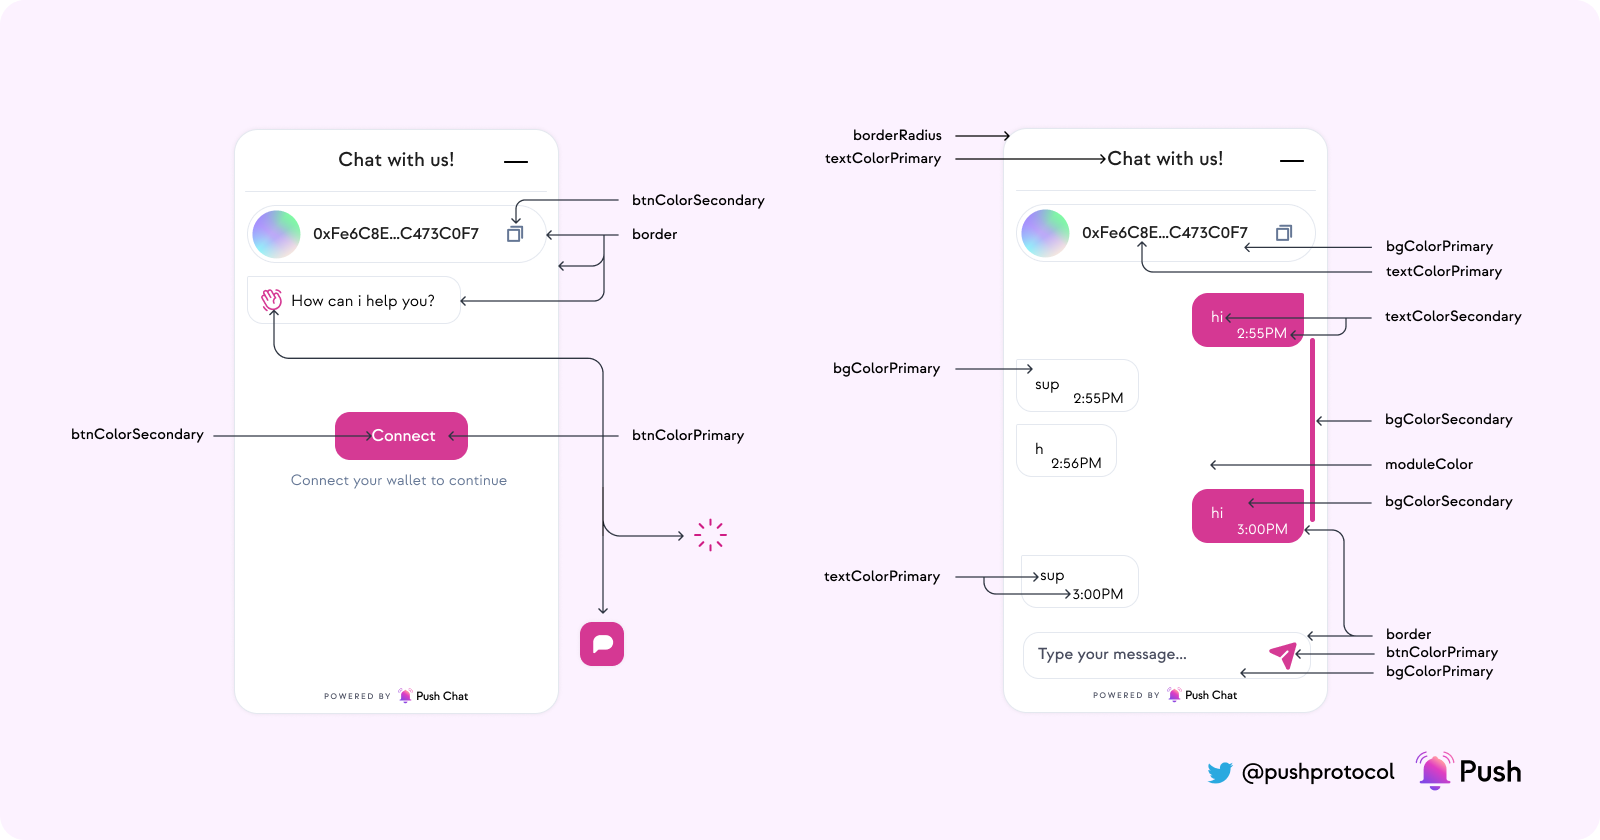 Chat with us!
0xFe6C8E...C473C0F7
How can i help you?
Connect
Connect your wallet to continue
POWERED BY Push Chat
btnColorSecondary
border
btnColorSecondary
btnColorPrimary
borderRadius
textColorPrimary
bgColorPrimary
textColorPrimary
Chat with us!
0xFe6C8E...C473C0F7
hi
2:55PM
sup
2:55PM
h
2:56PM
hi
3:00PM
sup
3:00PM
Type your message...
POWERED BY Push Chat
bgColorPrimary
textColorPrimary
textColorSecondary
bgColorSecondary
moduleColor
bgColorSecondary
border
btnColorPrimary
bgColorPrimary
@pushprotocol Push